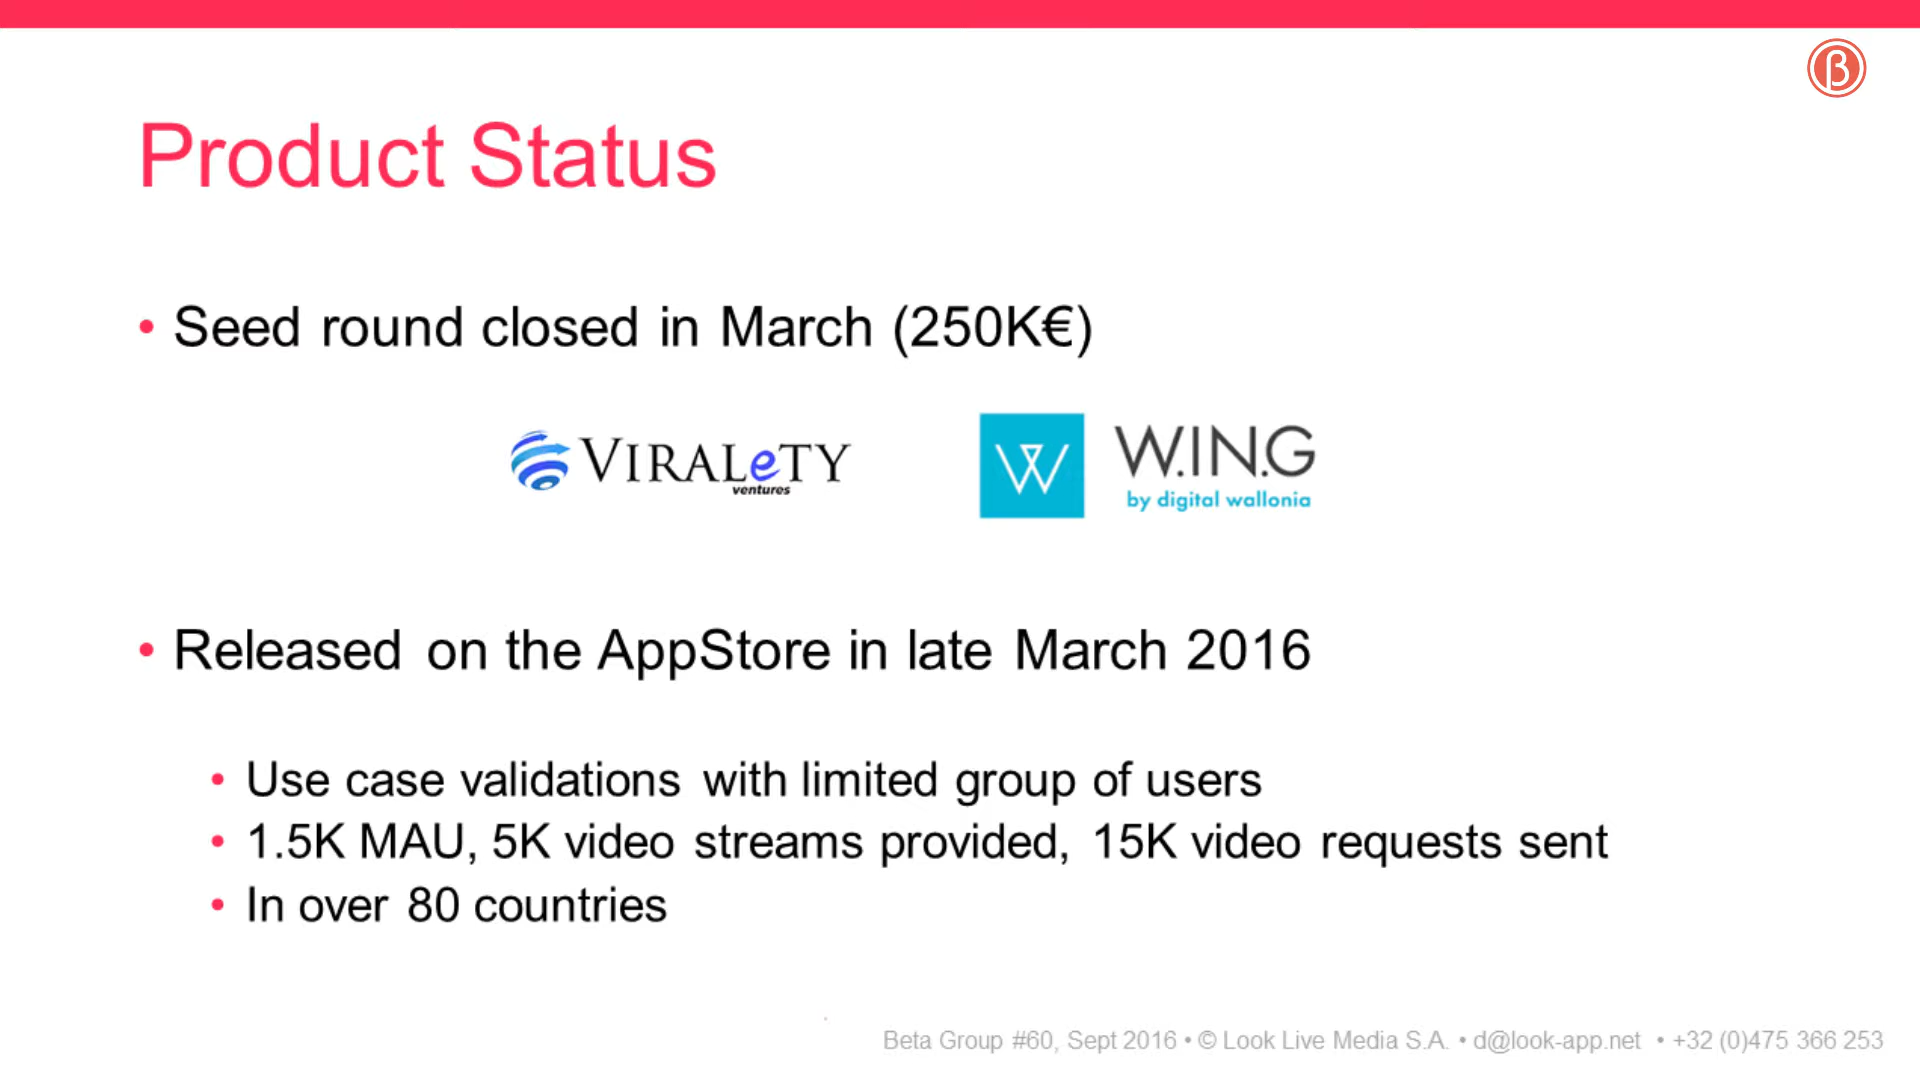 β
Product Status
• Seed round closed in March (250K€)
VIRALeTY
ventures
W
W.IN.G
by digital wallonia
• Released on the AppStore in late March 2016
• Use case validations with limited group of users
• 1.5K MAU, 5K video streams provided, 15K video requests sent
• In over 80 countries
Beta Group #60, Sept 2016 • © Look Live Media S.A. • d@look-app.net • +32 (0)475 366 253